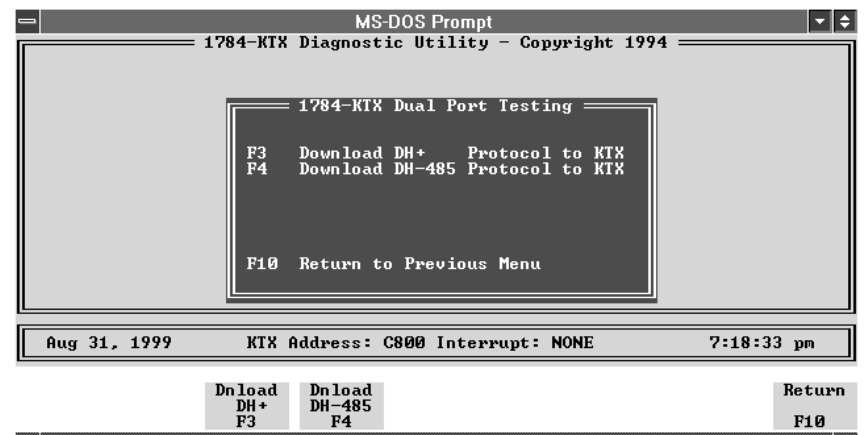 MS-DOS Prompt
1784-KTX Diagnostic Utility - Copyright 1994
1784-KTX Dual Port Testing
F3 Download DH+ Protocol to KTX
F4 Download DH-485 Protocol to KTX
F10 Return to Previous Menu
Aug 31, 1999 KTX Address: C800 Interrupt: NONE 7:18:33 pm
Dnload Dnload Return
DH+ DH-485
F3 F4 F10